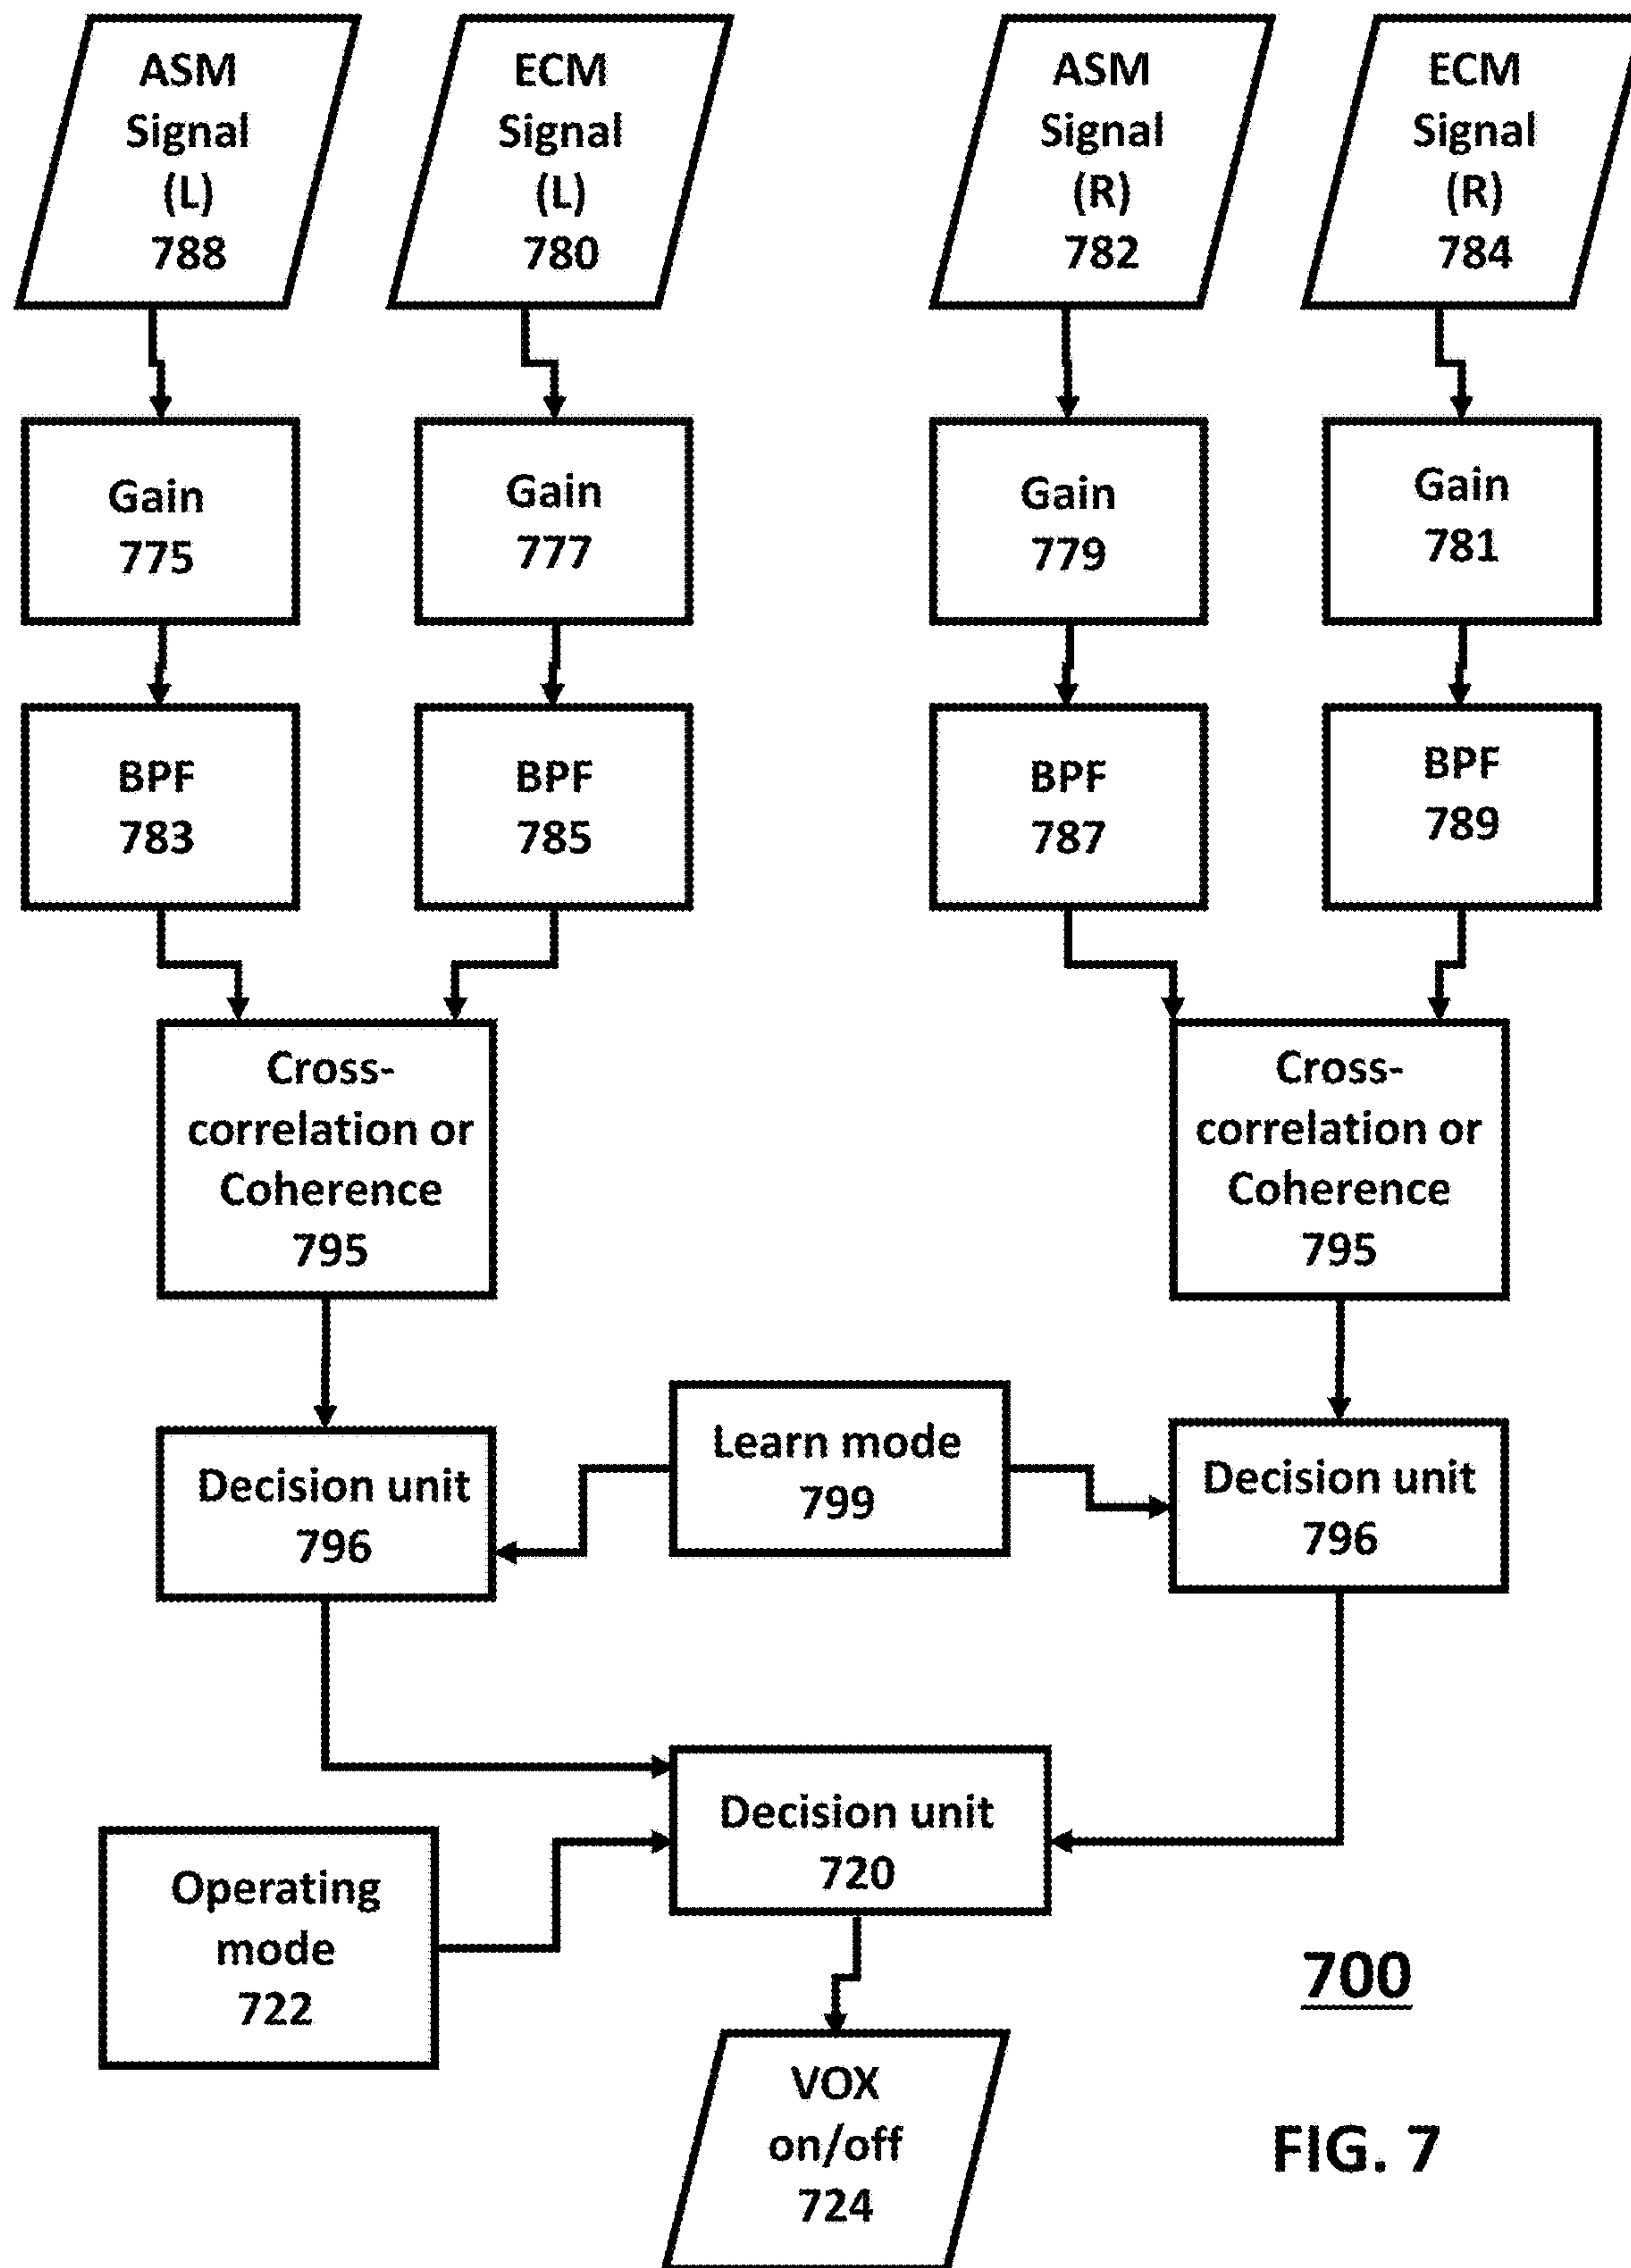 ASM
Signal
(L)
788
ECM
Signal
(L)
780
ASM
Signal
(R)
782
ECM
Signal
(R)
784
Gain
775
Gain
777
Gain
779
Gain
781
BPF
783
BPF
785
BPF
787
BPF
789
Cross-
correlation or
Coherence
795
Cross-
correlation or
Coherence
795
Decision unit
796
Learn mode
799
Decision unit
796
Decision unit
720
Operating
mode
722
VOX
on/off
724
700
FIG. 7